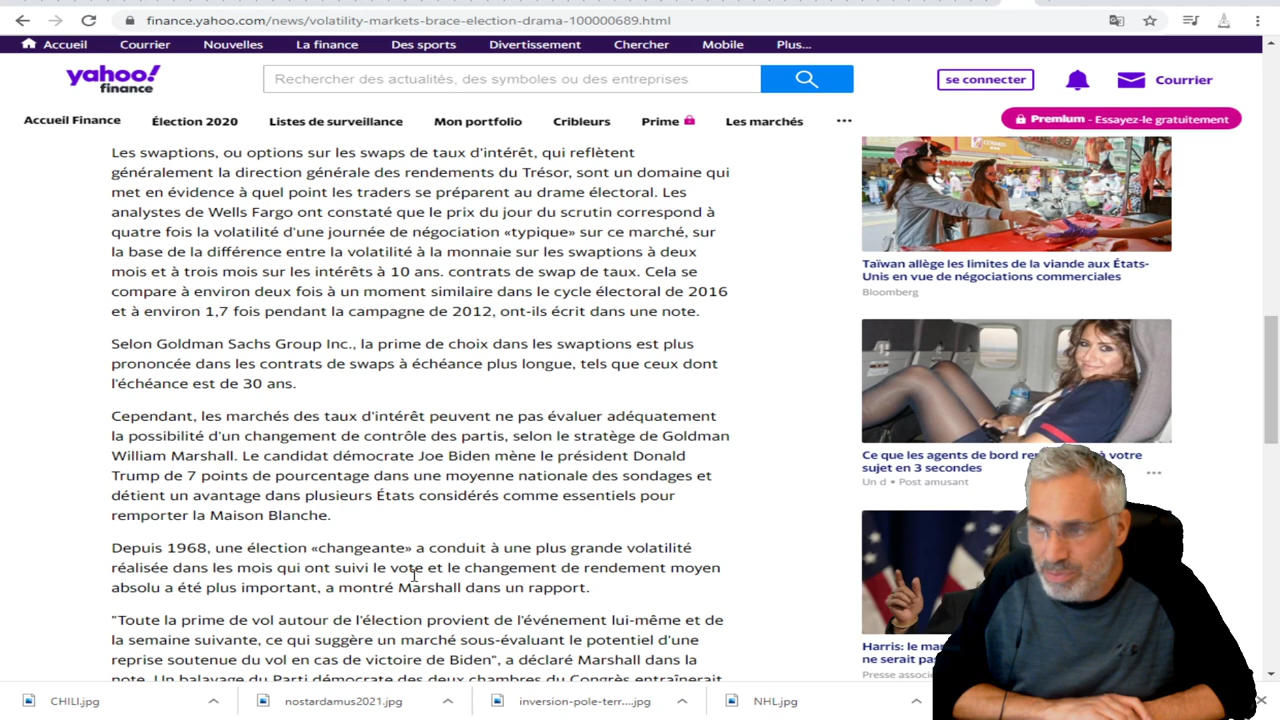 finance.yahoo.com/news/volatility-markets-brace-election-drama-100000689.html
Accueil Courrier Nouvelles La finance Des sports Divertissement Chercher Mobile Plus...
yahoo!
finance
Rechercher des actualités, des symboles ou des entreprises
se connecter
Courrier
Accueil Finance Élection 2020 Listes de surveillance Mon portfolio Cribleurs Prime Les marchés ...
Premium - Essayez-le gratuitement
Les swaptions, ou options sur les swaps de taux d'intérêt, qui reflètent
généralement la direction générale des rendements du Trésor, sont un domaine qui
met en évidence à quel point les traders se préparent au drame électoral. Les
analystes de Wells Fargo ont constaté que le prix du jour du scrutin correspond à
quatre fois la volatilité d'une journée de négociation «typique» sur ce marché, sur
la base de la différence entre la volatilité à la monnaie sur les swaptions à deux
mois et à trois mois sur les intérêts à 10 ans. contrats de swap de taux. Cela se
compare à environ deux fois à un moment similaire dans le cycle électoral de 2016
et à environ 1,7 fois pendant la campagne de 2012, ont-ils écrit dans une note.
Selon Goldman Sachs Group Inc., la prime de choix dans les swaptions est plus
prononcée dans les contrats de swaps à échéance plus longue, tels que ceux dont
l'échéance est de 30 ans.
Cependant, les marchés des taux d'intérêt peuvent ne pas évaluer adéquatement
la possibilité d'un changement de contrôle des partis, selon le stratège de Goldman
William Marshall. Le candidat démocrate Joe Biden mène le président Donald
Trump de 7 points de pourcentage dans une moyenne nationale des sondages et
détient un avantage dans plusieurs États considérés comme essentiels pour
remporter la Maison Blanche.
Depuis 1968, une élection «changeante» a conduit à une plus grande volatilité
réalisée dans les mois qui ont suivi le vote et le changement de rendement moyen
absolu a été plus important, a montré Marshall dans un rapport.
"Toute la prime de vol autour de l'élection provient de l'événement lui-même et de
la semaine suivante, ce qui suggère un marché sous-évaluant le potentiel d'une
reprise soutenue du vol en cas de victoire de Biden", a déclaré Marshall dans la
note. Un balayage du Parti démocrate des deux chambres du Congrès entraînerait
Taïwan allège les limites de la viande aux États-
Unis en vue de négociations commerciales
Bloomberg
Ce que les agents de bord à votre
sujet en 3 secondes
Un d • Post amusant
Harris: le
ne serait
Presse
CHILI.jpg
nostardamus2021.jpg
inversion-pole-terr....jpg
NHL.jpg